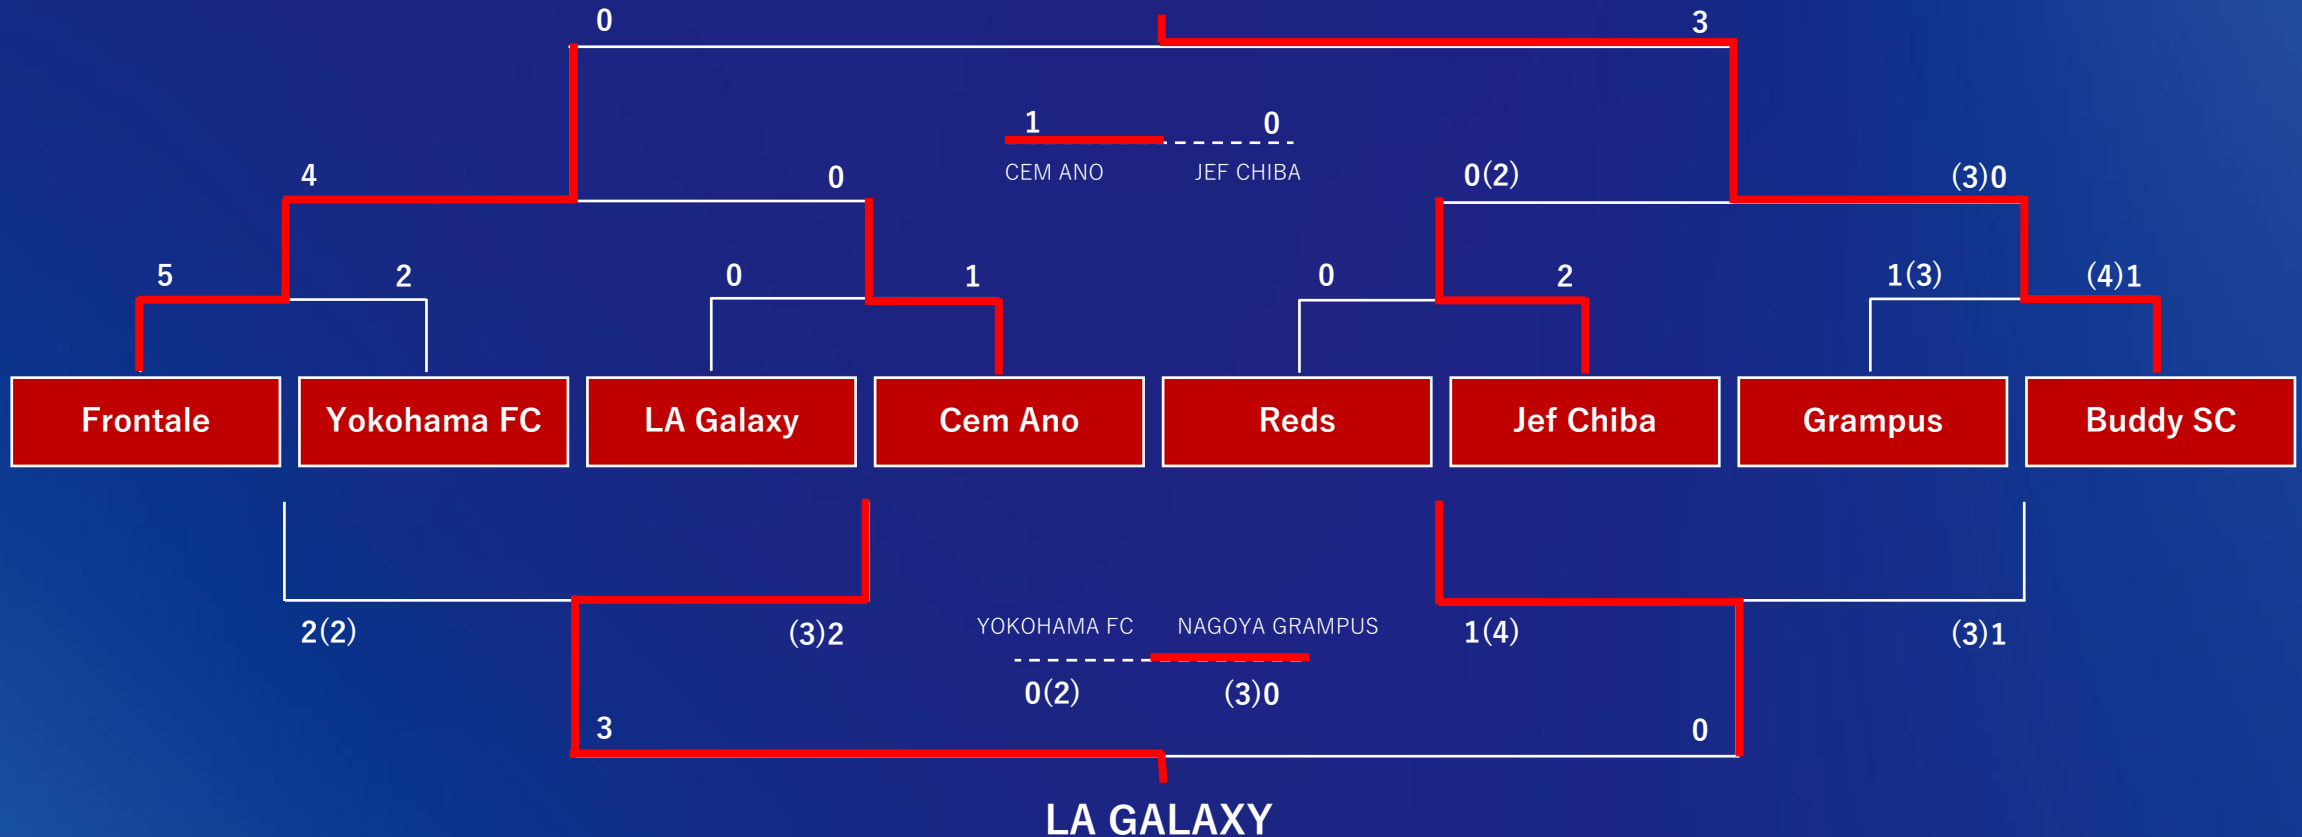 0 3
1 0
CEM ANO JEF CHIBA
4 0 0(2) (3)0
5 2 0 1 0 2 1(3) (4)1
Frontale Yokohama FC LA Galaxy Cem Ano Reds Jef Chiba Grampus Buddy SC
2(2) (3)2 YOKOHAMA FC NAGOYA GRAMPUS 1(4) (3)1
0(2) (3)0
3 0
LA GALAXY